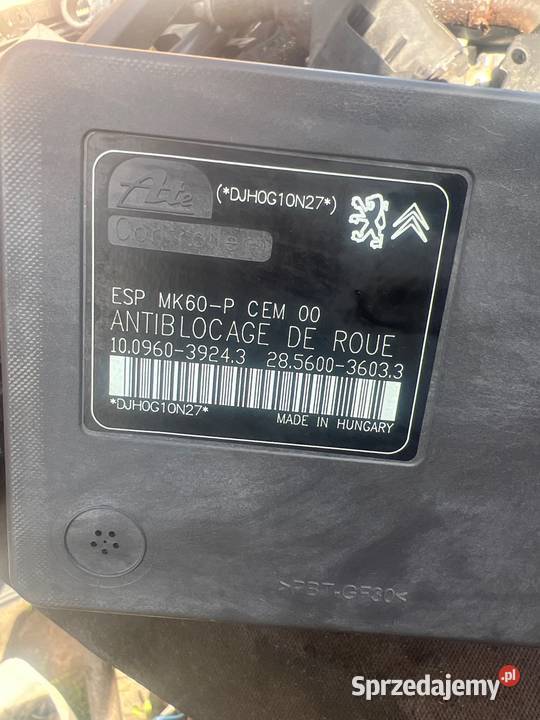 Ate
(*DJH0G10N27*)
ESP MK60-P CEM 00
ANTIBLOCAGE DE ROUE
10.0960-3924.3 28.5600-3603.3
*DJH0G10N27*
MADE IN HUNGARY
>PBT-GF30<
Sprzedajemy.pl